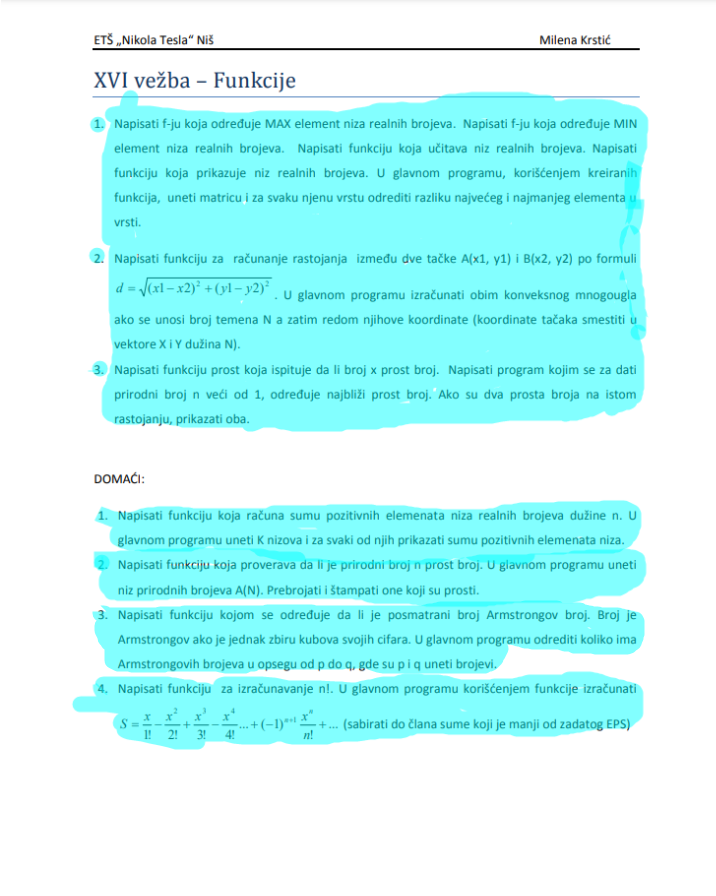 ETŠ „Nikola Tesla“ Niš Milena Krstić
XVI vežba – Funkcije
1. Napisati f-ju koja određuje MAX element niza realnih brojeva. Napisati f-ju koja određuje MIN
element niza realnih brojeva. Napisati funkciju koja učitava niz realnih brojeva. Napisati
funkciju koja prikazuje niz realnih brojeva. U glavnom programu, korišćenjem kreiranih
funkcija, uneti matricu i za svaku njenu vrstu odrediti razliku najvećeg i najmanjeg elementa u
vrsti.
2. Napisati funkciju za računanje rastojanja između dve tačke A(x1, y1) i B(x2, y2) po formuli
d = √(x1 − x2)² + (y1 − y2)² . U glavnom programu izračunati obim konveksnog mnogougla
ako se unosi broj temena N a zatim redom njihove koordinate (koordinate tačaka smestiti u
vektore X i Y dužina N).
3. Napisati funkciju prost koja ispituje da li broj x prost broj. Napisati program kojim se za dati
prirodni broj n veći od 1, određuje najbliži prost broj. Ako su dva prosta broja na istom
rastojanju, prikazati oba.
DOMAĆI:
1. Napisati funkciju koja računa sumu pozitivnih elemenata niza realnih brojeva dužine n. U
glavnom programu uneti K nizova i za svaki od njih prikazati sumu pozitivnih elemenata niza.
2. Napisati funkciju koja proverava da li je prirodni broj n prost broj. U glavnom programu uneti
niz prirodnih brojeva A(N). Prebrojati i štampati one koji su prosti.
3. Napisati funkciju kojom se određuje da li je posmatrani broj Armstrongov broj. Broj je
Armstrongov ako je jednak zbiru kubova svojih cifara. U glavnom programu odrediti koliko ima
Armstrongovih brojeva u opsegu od p do q, gde su p i q uneti brojevi.
4. Napisati funkciju za izračunavanje n!. U glavnom programu korišćenjem funkcije izračunati
S = x/1! − x²/2! + x³/3! − x⁴/4! ... + (−1)ⁿ⁺¹ xⁿ/n! + ... (sabirati do člana sume koji je manji od zadatog EPS)